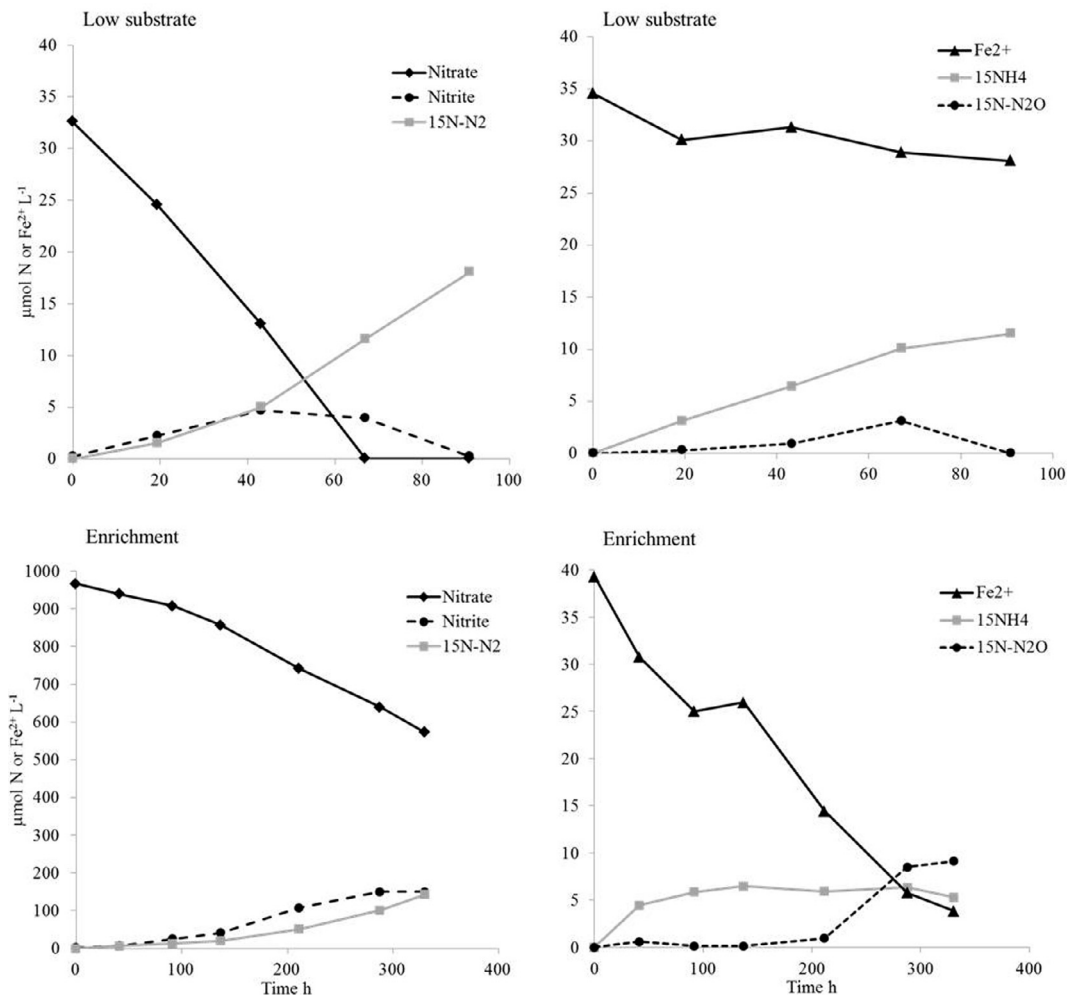 Low substrate
40
35
30
25
20
15
10
5
0
µmol N or Fe²⁺ L⁻¹
0 20 40 60 80 100
Nitrate
Nitrite
15N-N2
Low substrate
40
35
30
25
20
15
10
5
0
0 20 40 60 80 100
Fe2+
15NH4
15N-N2O
Enrichment
1000
900
800
700
600
500
400
300
200
100
0
µmol N or Fe²⁺ L⁻¹
0 100 200 300 400
Time h
Nitrate
Nitrite
15N-N2
Enrichment
40
35
30
25
20
15
10
5
0
0 100 200 300 400
Time h
Fe2+
15NH4
15N-N2O